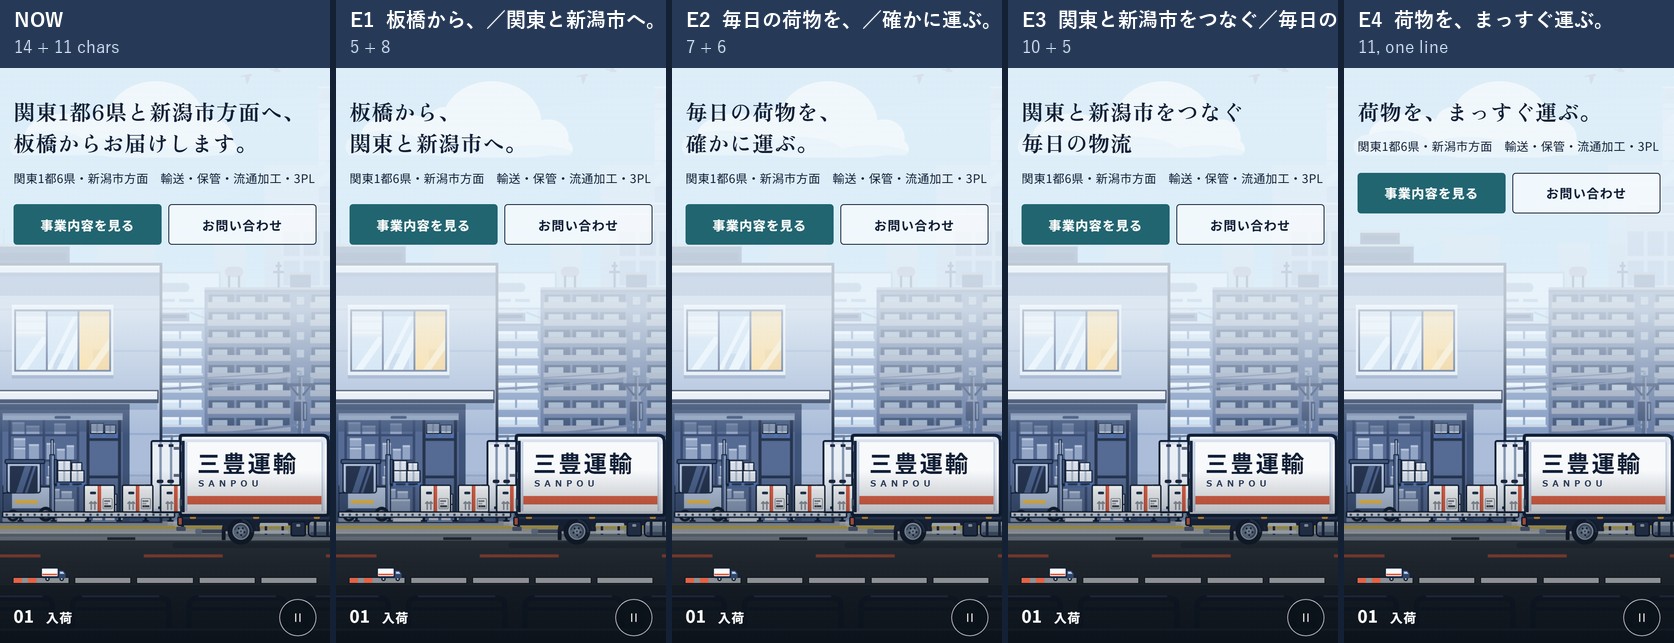 NOW
14 + 11 chars
関東1都6県と新潟市方面へ、
板橋からお届けします。
関東1都6県・新潟市方面 輸送・保管・流通加工・3PL
事業内容を見る
お問い合わせ
三豊運輸
SANPOU
01 入荷
E1 板橋から、／関東と新潟市へ。
5 + 8
板橋から、
関東と新潟市へ。
関東1都6県・新潟市方面 輸送・保管・流通加工・3PL
事業内容を見る
お問い合わせ
三豊運輸
SANPOU
01 入荷
E2 毎日の荷物を、／確かに運ぶ。
7 + 6
毎日の荷物を、
確かに運ぶ。
関東1都6県・新潟市方面 輸送・保管・流通加工・3PL
事業内容を見る
お問い合わせ
三豊運輸
SANPOU
01 入荷
E3 関東と新潟市をつなぐ／毎日の
10 + 5
関東と新潟市をつなぐ
毎日の物流
関東1都6県・新潟市方面 輸送・保管・流通加工・3PL
事業内容を見る
お問い合わせ
三豊運輸
SANPOU
01 入荷
E4 荷物を、まっすぐ運ぶ。
11, one line
荷物を、まっすぐ運ぶ。
関東1都6県・新潟市方面 輸送・保管・流通加工・3PL
事業内容を見る
お問い合わせ
三豊運輸
SANPOU
01 入荷